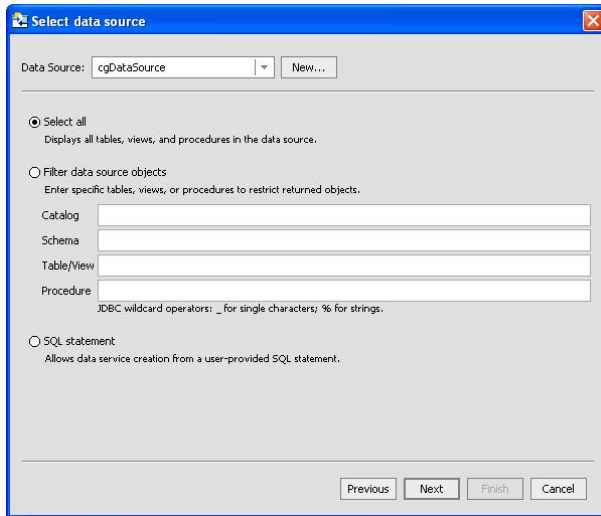 Select data source
Data Source: cgDataSource New...
Select all
Displays all tables, views, and procedures in the data source.
Filter data source objects
Enter specific tables, views, or procedures to restrict returned objects.
Catalog
Schema
Table/View
Procedure
JDBC wildcard operators: _ for single characters; % for strings.
SQL statement
Allows data service creation from a user-provided SQL statement.
Previous Next Finish Cancel